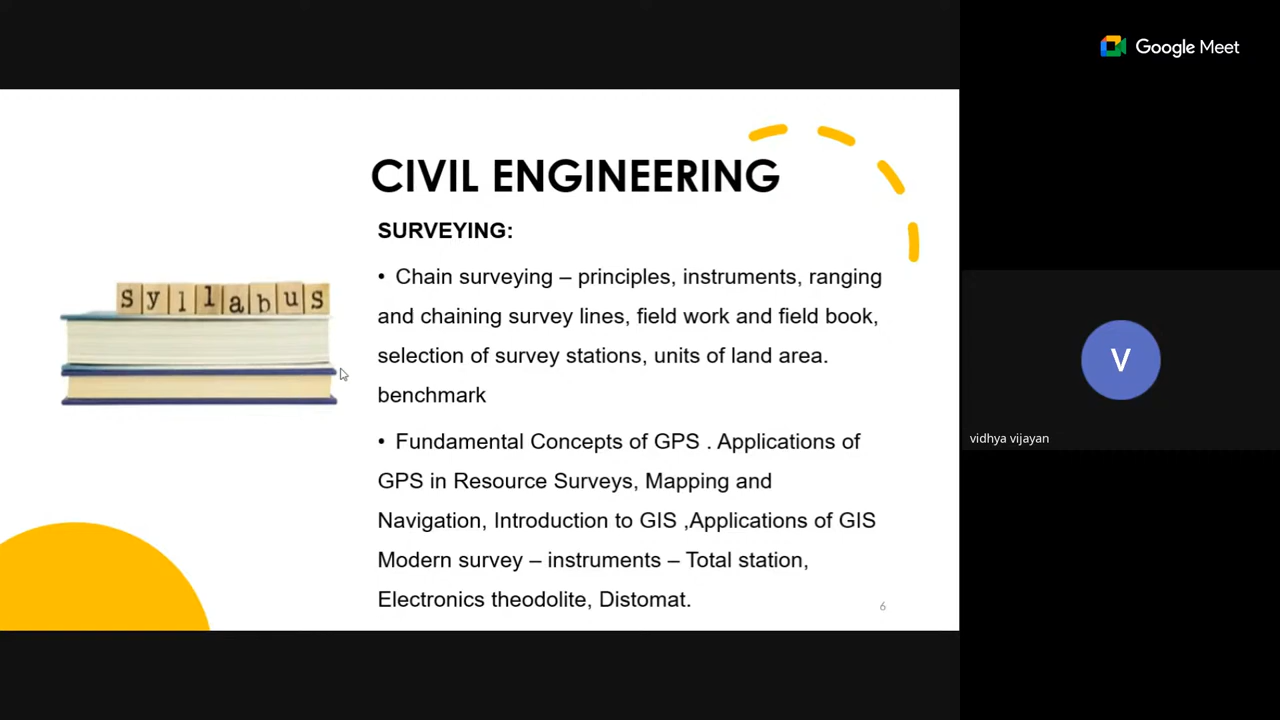 Google Meet
CIVIL ENGINEERING
SURVEYING:
• Chain surveying – principles, instruments, ranging
and chaining survey lines, field work and field book,
selection of survey stations, units of land area.
benchmark
• Fundamental Concepts of GPS . Applications of
GPS in Resource Surveys, Mapping and
Navigation, Introduction to GIS ,Applications of GIS
Modern survey – instruments – Total station,
Electronics theodolite, Distomat.
6
syllabus
V
vidhya vijayan